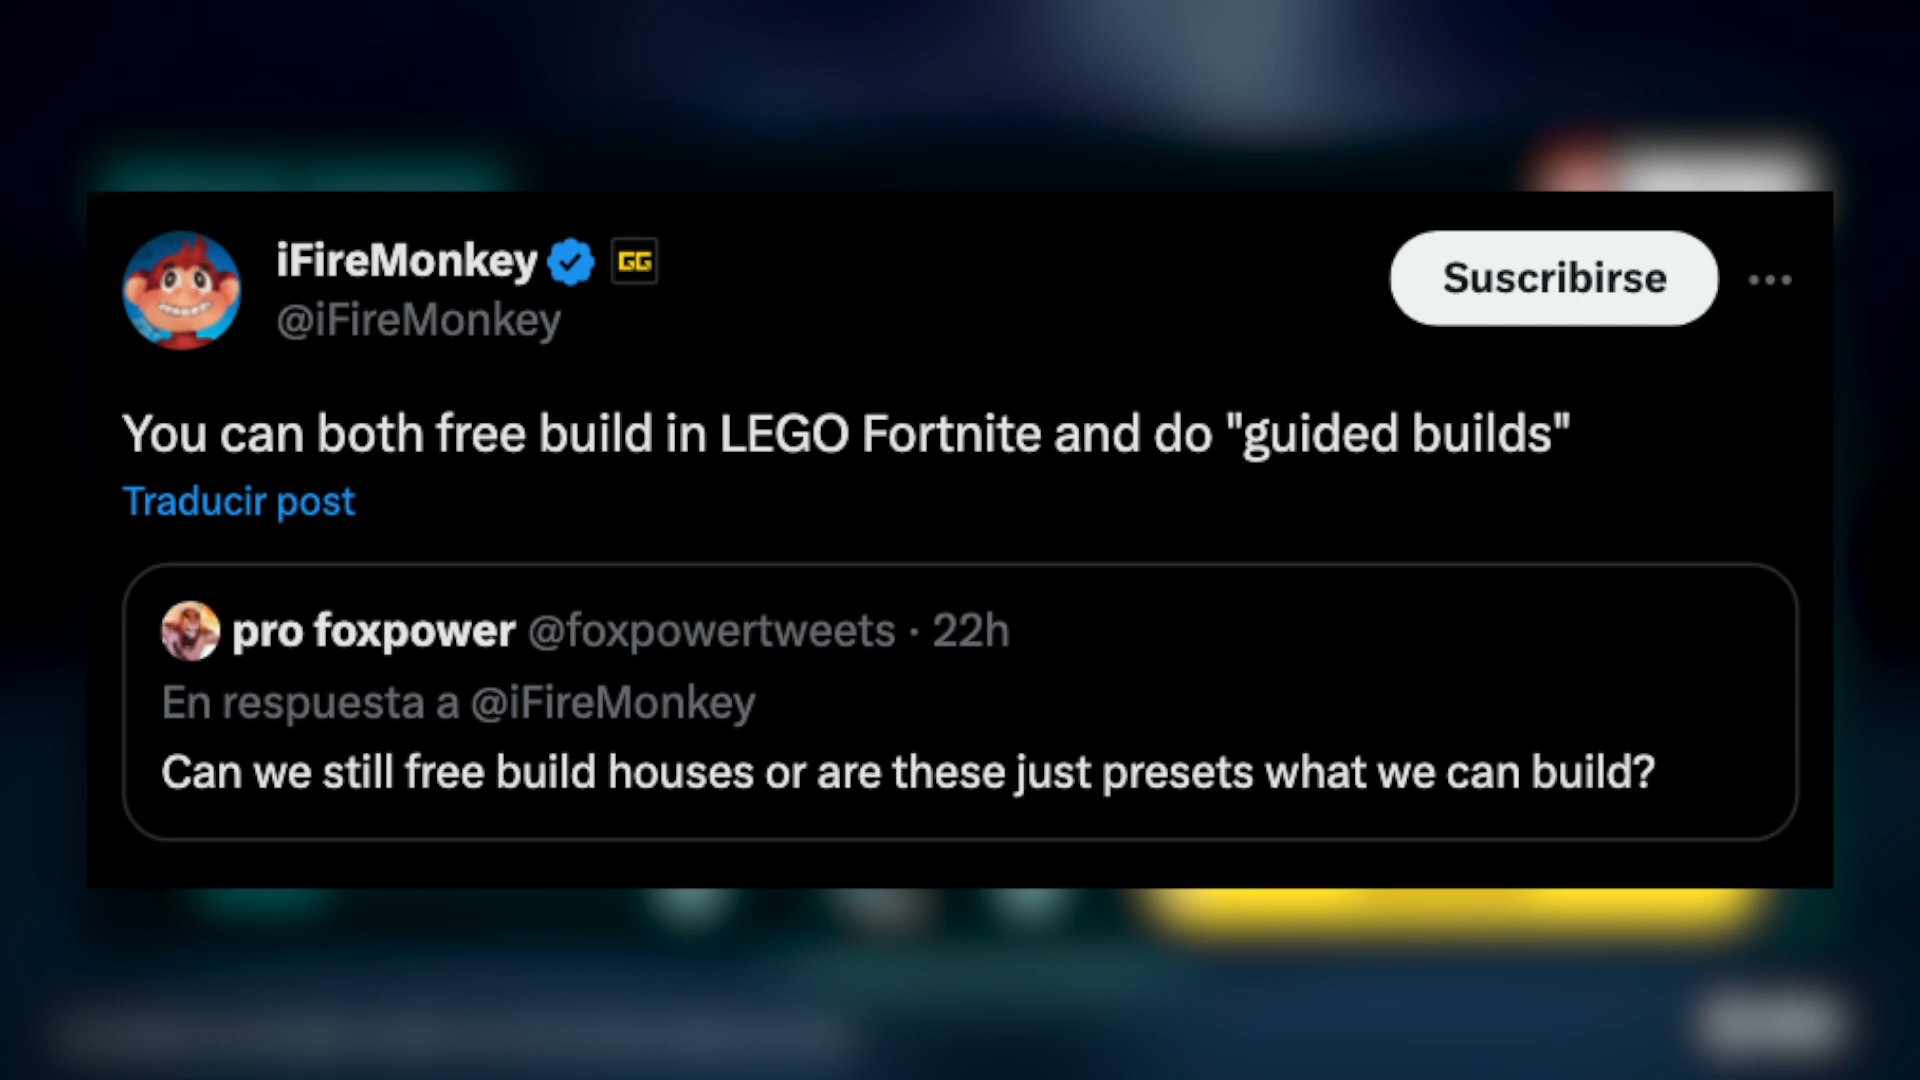 iFireMonkey GG
@iFireMonkey
Suscribirse
You can both free build in LEGO Fortnite and do "guided builds"
Traducir post
pro foxpower @foxpowertweets · 22h
En respuesta a @iFireMonkey
Can we still free build houses or are these just presets what we can build?